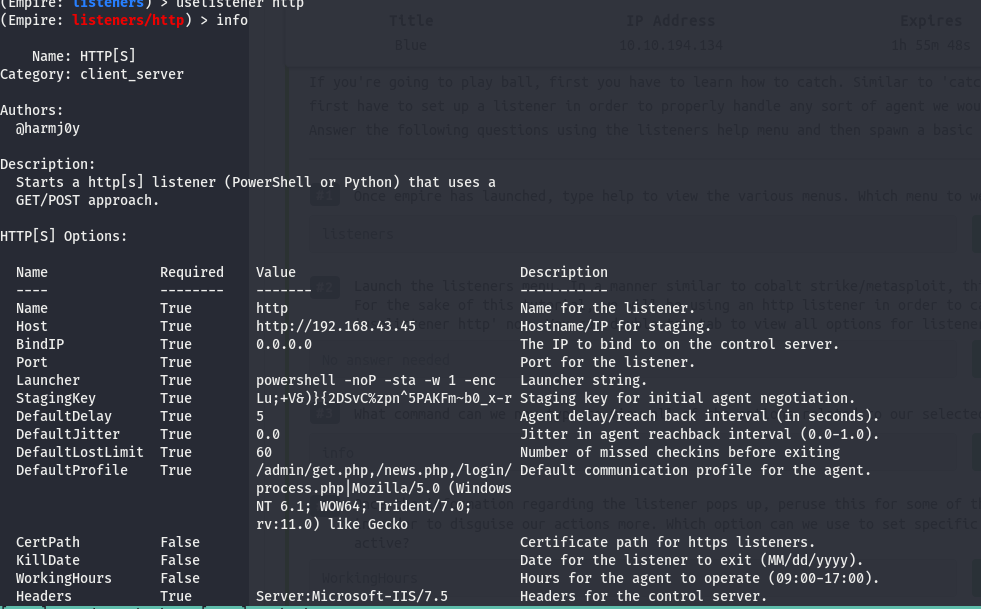 (Empire: listeners) > uselistener http
(Empire: listeners/http) > info
Name: HTTP[S]
Category: client_server
Authors:
@harmj0y
Description:
Starts a http[s] listener (PowerShell or Python) that uses a
GET/POST approach.
HTTP[S] Options:
Name Required Value Description
---- -------- ------- -----------
Name True http Name for the listener.
Host True http://192.168.43.45 Hostname/IP for staging.
BindIP True 0.0.0.0 The IP to bind to on the control server.
Port True Port for the listener.
Launcher True powershell -noP -sta -w 1 -enc Launcher string.
StagingKey True Lu;+V&)}{2DSvC%zpn^5PAKFm~b0_x-r Staging key for initial agent negotiation.
DefaultDelay True 5 Agent delay/reach back interval (in seconds).
DefaultJitter True 0.0 Jitter in agent reachback interval (0.0-1.0).
DefaultLostLimit True 60 Number of missed checkins before exiting
DefaultProfile True /admin/get.php,/news.php,/login/ Default communication profile for the agent.
process.php|Mozilla/5.0 (Windows
NT 6.1; WOW64; Trident/7.0;
rv:11.0) like Gecko
CertPath False Certificate path for https listeners.
KillDate False Date for the listener to exit (MM/dd/yyyy).
WorkingHours False Hours for the agent to operate (09:00-17:00).
Headers True Server:Microsoft-IIS/7.5 Headers for the control server.
Title IP Address Expires
Blue 10.10.194.134 1h 55m 48s
If you're going to play ball, first you have to learn how to catch. Similar to 'catc
first have to set up a listener in order to properly handle any sort of agent we wou
Answer the following questions using the listeners help menu and then spawn a basic
#1 Once empire has launched, type help to view the various menus. Which menu to we
listeners
#2 Launch the listeners menu, in a manner similar to cobalt strike/metasploit, th
For the sake of this using an http listener in order to ca
to view all options for listene
No answer needed
what command can we our selecte
info
regarding the listener pops up, peruse this for some of th
to disguise our actions more. Which option can we use to set specific
active?
WorkingHours